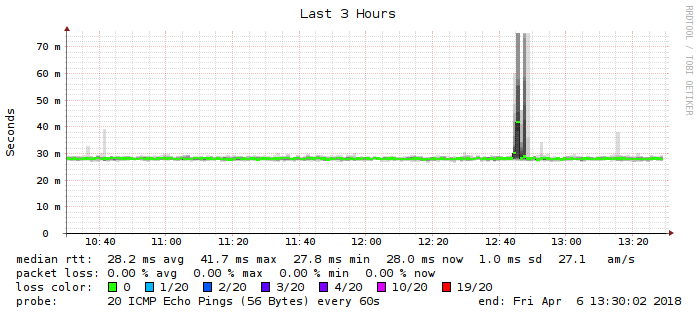 Last 3 Hours
RRDTOOL / TOBI OETIKER
Seconds
70 m
60 m
50 m
40 m
30 m
20 m
10 m
0
10:40 11:00 11:20 11:40 12:00 12:20 12:40 13:00 13:20
median rtt: 28.2 ms avg 41.7 ms max 27.8 ms min 28.0 ms now 1.0 ms sd 27.1 am/s
packet loss: 0.00 % avg 0.00 % max 0.00 % min 0.00 % now
loss color: 0 1/20 2/20 3/20 4/20 10/20 19/20
probe: 20 ICMP Echo Pings (56 Bytes) every 60s end: Fri Apr 6 13:30:02 2018